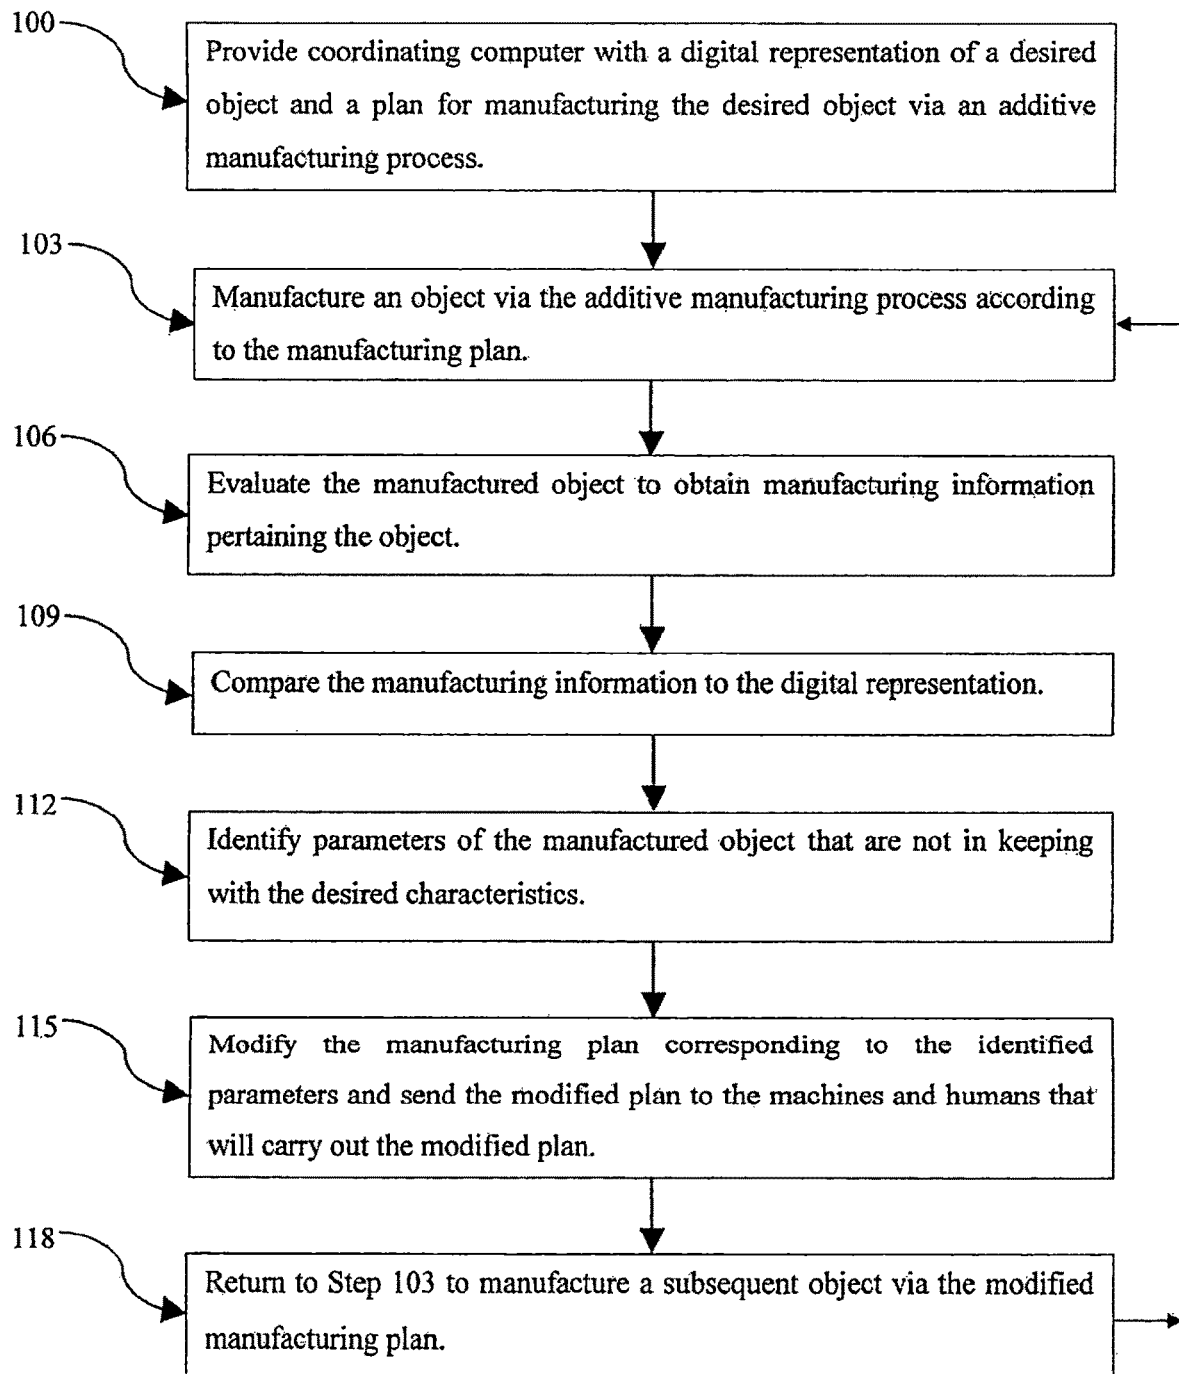 100
Provide coordinating computer with a digital representation of a desired
object and a plan for manufacturing the desired object via an additive
manufacturing process.
103
Manufacture an object via the additive manufacturing process according
to the manufacturing plan.
106
Evaluate the manufactured object to obtain manufacturing information
pertaining the object.
109
Compare the manufacturing information to the digital representation.
112
Identify parameters of the manufactured object that are not in keeping
with the desired characteristics.
115
Modify the manufacturing plan corresponding to the identified
parameters and send the modified plan to the machines and humans that
will carry out the modified plan.
118
Return to Step 103 to manufacture a subsequent object via the modified
manufacturing plan.